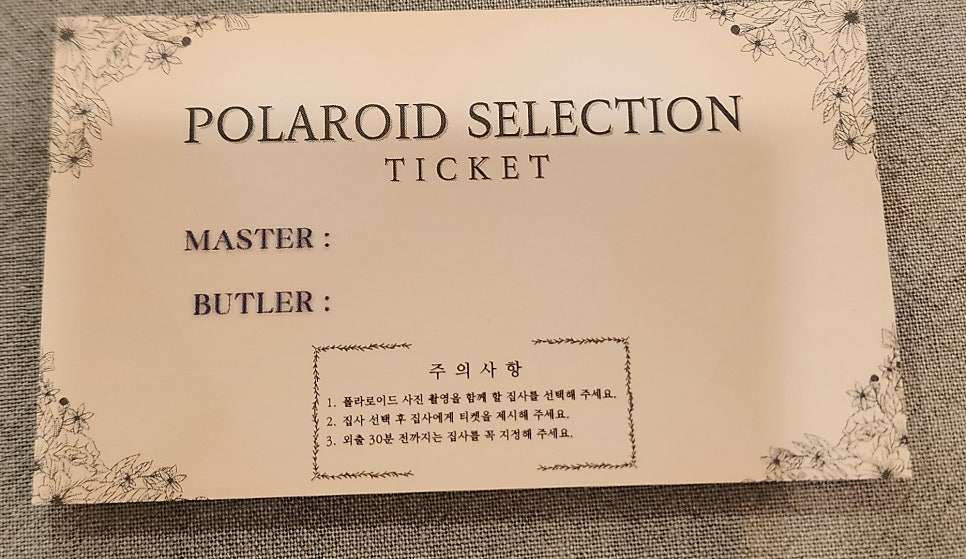 POLAROID SELECTION
TICKET
MASTER :
BUTLER :
주의사항
1. 폴라로이드 사진 촬영을 함께 할 집사를 선택해 주세요.
2. 집사 선택 후 집사에게 티켓을 제시해 주세요.
3. 외출 30분 전까지는 집사를 꼭 지정해 주세요.